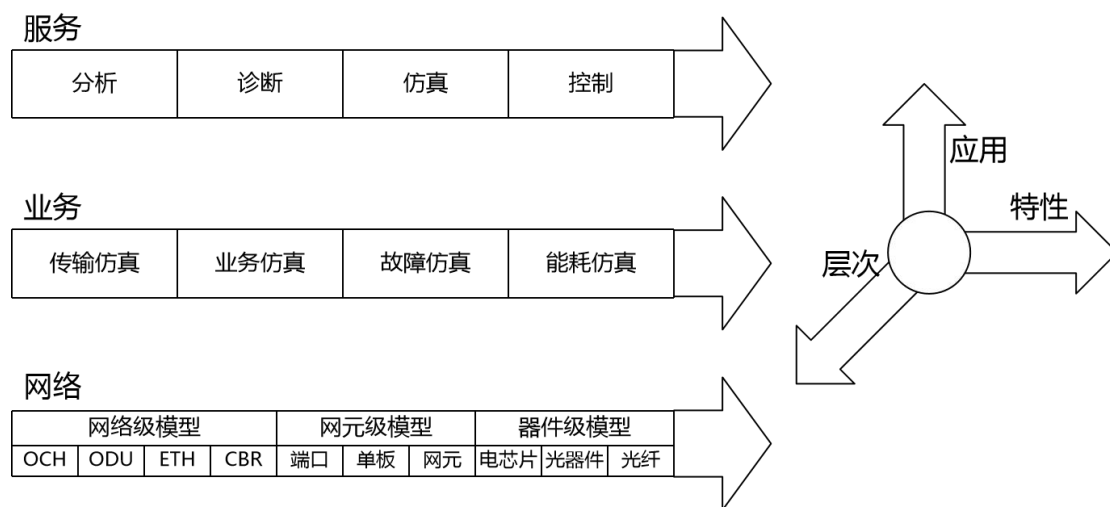 服务
分析 诊断 仿真 控制
业务
传输仿真 业务仿真 故障仿真 能耗仿真
网络
网络级模型 网元级模型 器件级模型
OCH ODU ETH CBR 端口 单板 网元 电芯片 光器件 光纤
应用
特性
层次